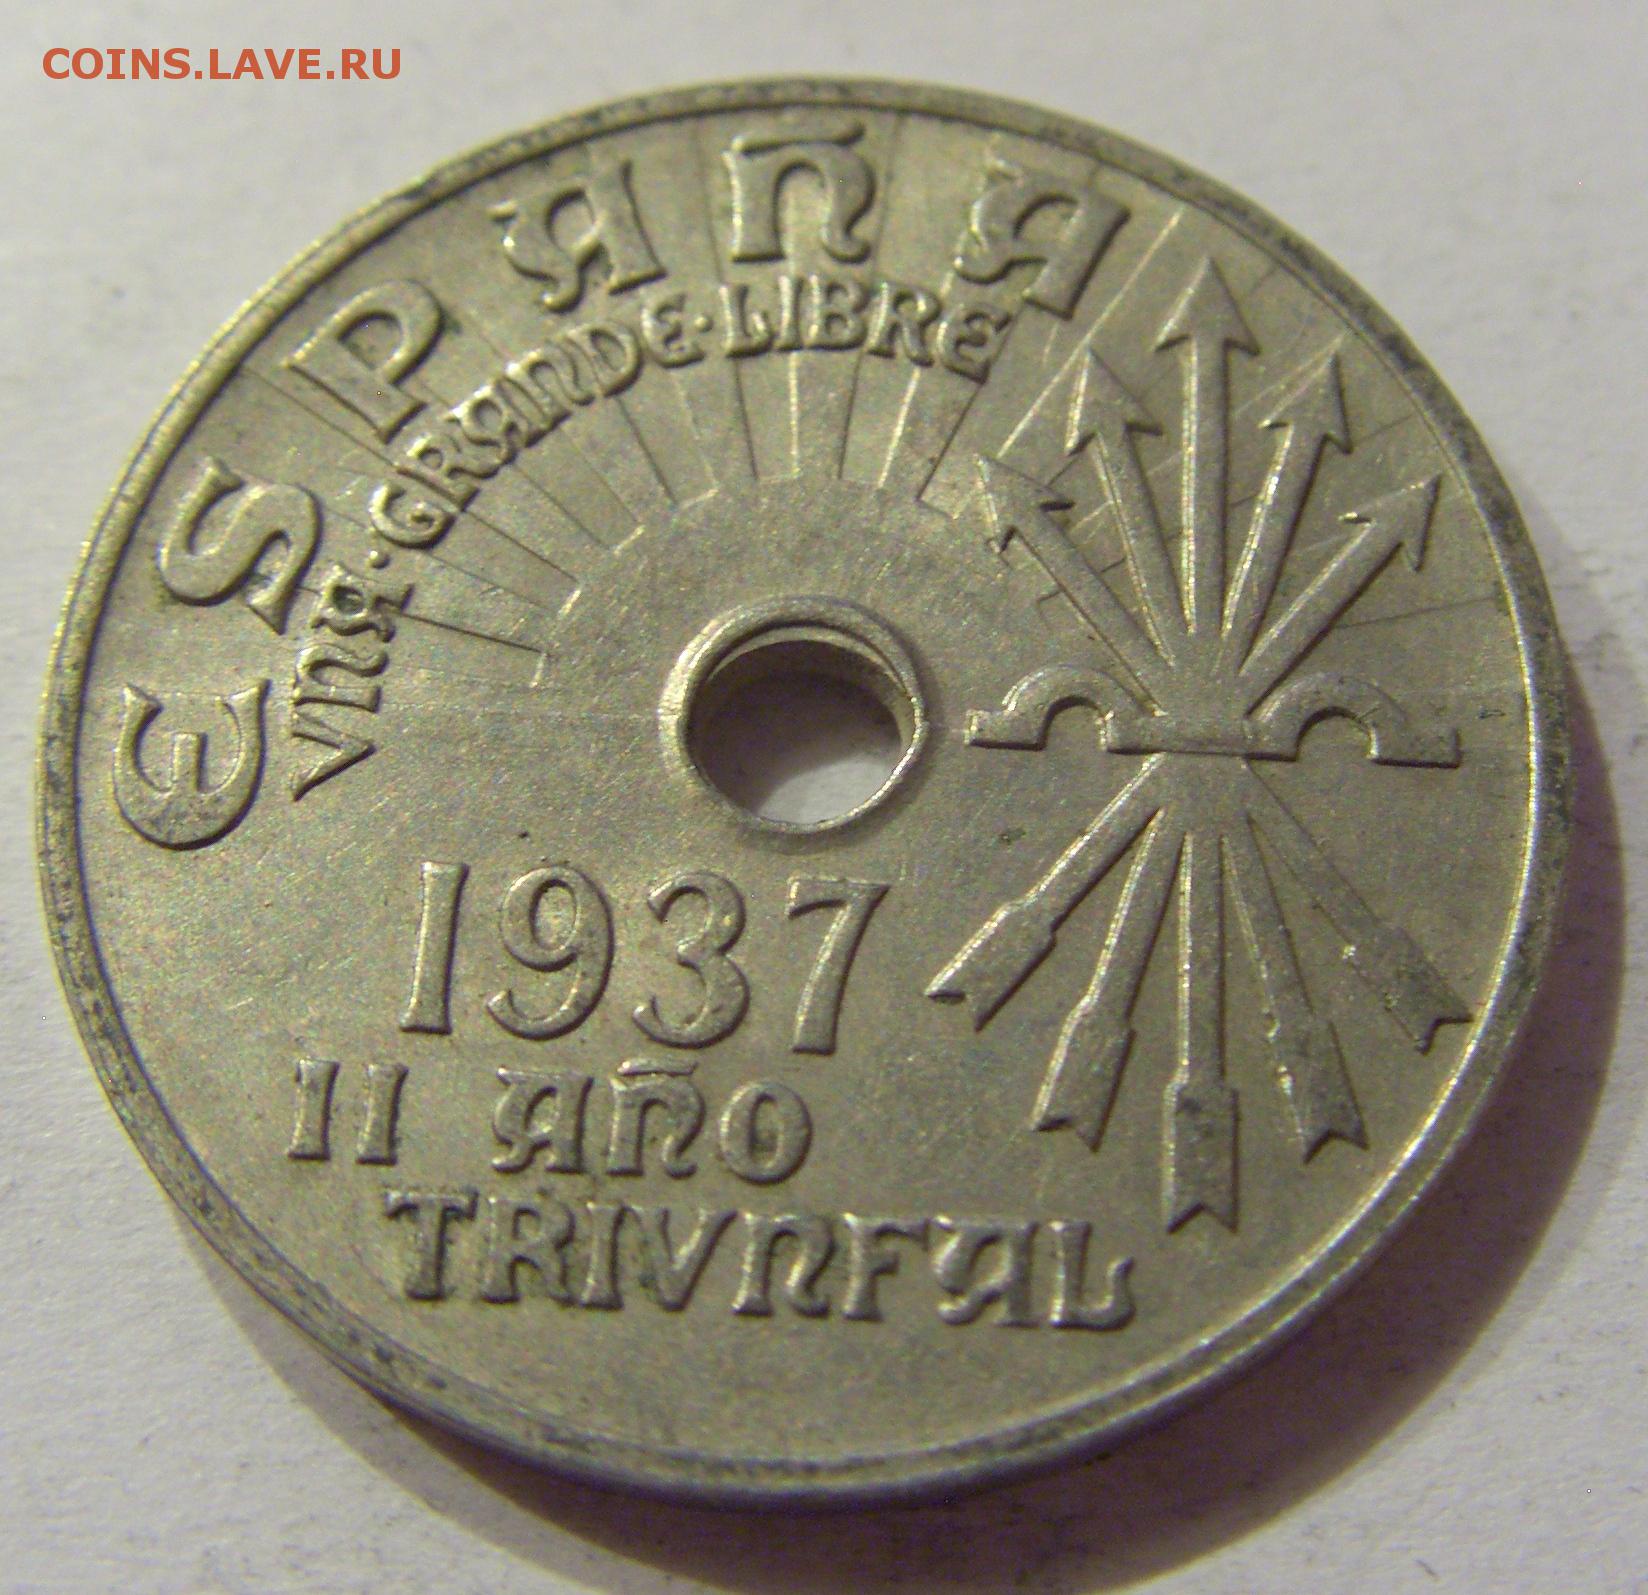 COINS.LAVE.RU
ESPAÑA
VNA·GRANDE·LIBRE
1937
II AÑO
TRIVNFAL